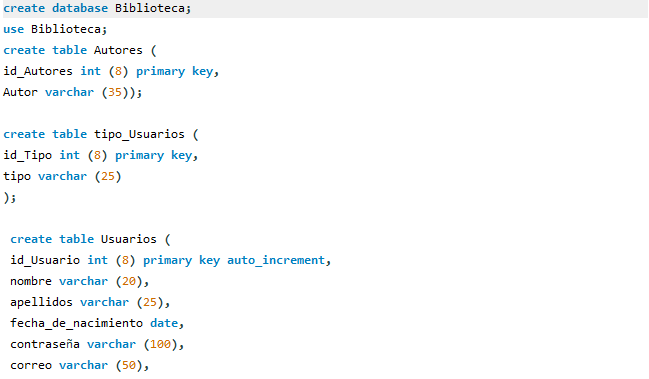 create database Biblioteca;
use Biblioteca;
create table Autores (
id_Autores int (8) primary key,
Autor varchar (35));
create table tipo_Usuarios (
id_Tipo int (8) primary key,
tipo varchar (25)
);
create table Usuarios (
id_Usuario int (8) primary key auto_increment,
nombre varchar (20),
apellidos varchar (25),
fecha_de_nacimiento date,
contraseña varchar (100),
correo varchar (50),